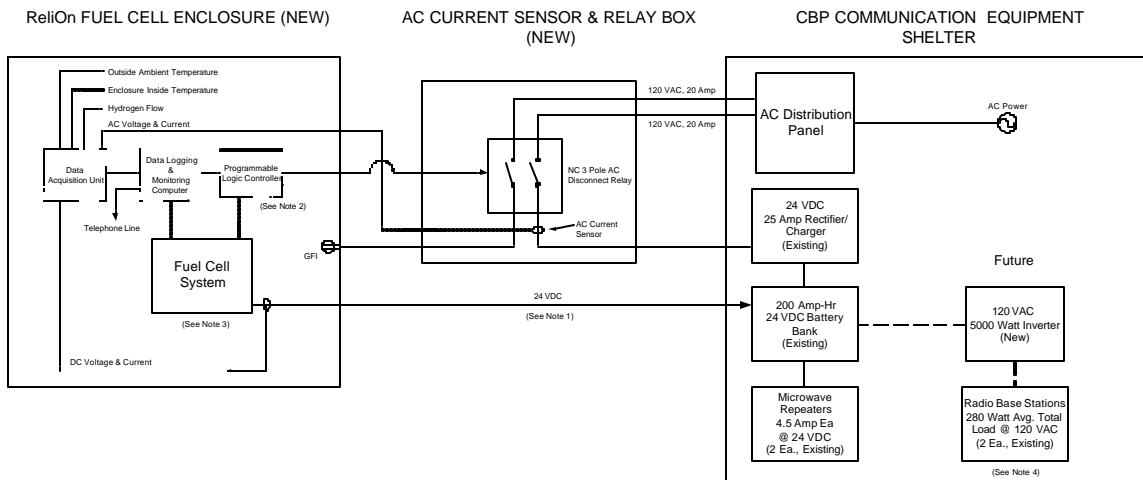 ReliOn FUEL CELL ENCLOSURE (NEW)
AC CURRENT SENSOR & RELAY BOX
(NEW)
CBP COMMUNICATION EQUIPMENT
SHELTER
Outside Ambient Temperature
Enclosure Inside Temperature
Hydrogen Flow
AC Voltage & Current
Data
Acquisition Unit
Data Logging
&
Monitoring
Computer
Programmable
Logic Controller
(See Note 2)
Telephone Line
Fuel Cell
System
(See Note 3)
DC Voltage & Current
GFI
NC 3 Pole AC
Disconnect Relay
AC Current
Sensor
120 VAC, 20 Amp
120 VAC, 20 Amp
24 VDC
(See Note 1)
AC Distribution
Panel
AC Power
24 VDC
25 Amp Rectifier/
Charger
(Existing)
200 Amp-Hr
24 VDC Battery
Bank
(Existing)
Microwave
Repeaters
4.5 Amp Ea
@ 24 VDC
(2 Ea., Existing)
Future
120 VAC
5000 Watt Inverter
(New)
Radio Base Stations
280 Watt Avg. Total
Load @ 120 VAC
(2 Ea., Existing)
(See Note 4)